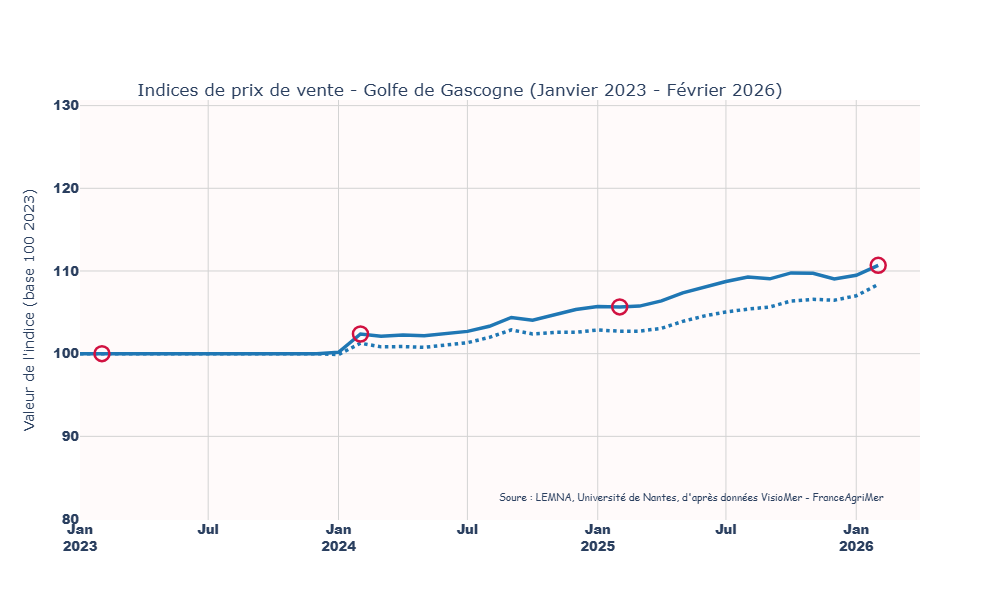 Indices de prix de vente - Golfe de Gascogne (Janvier 2023 - Février 2026)
Valeur de l'indice (base 100 2023)
130
120
110
100
90
80
Soure : LEMNA, Université de Nantes, d'après données VisioMer - FranceAgriMer
Jan Jul Jan Jul Jan Jul Jan
2023 2024 2025 2026